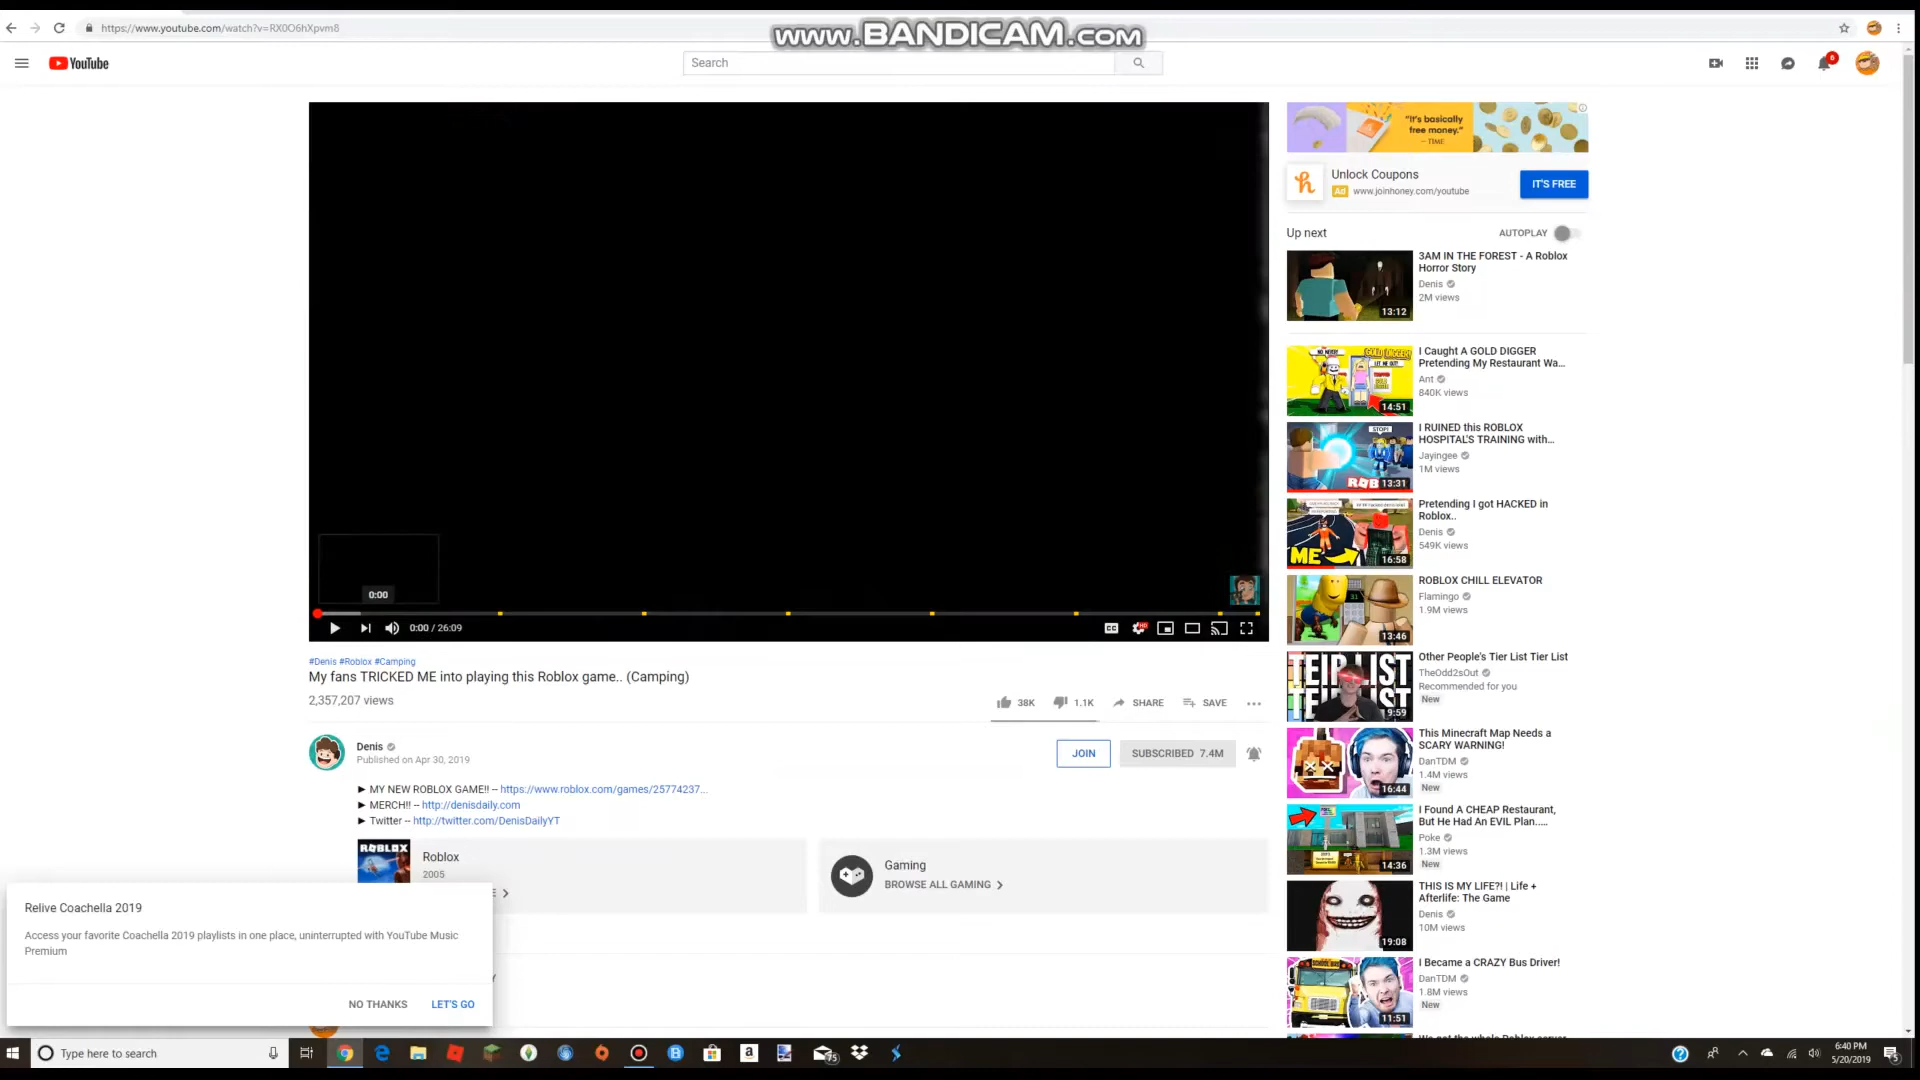 https://www.youtube.com/watch?v=RX0O6hXpvm8
www.BANDICAM.com
YouTube
Search
6
"It's basically
free money."
— TIME
Unlock Coupons
Ad www.joinhoney.com/youtube
IT'S FREE
Up next
AUTOPLAY
3AM IN THE FOREST - A Roblox
Horror Story
Denis
2M views
13:12
I Caught A GOLD DIGGER
Pretending My Restaurant Wa...
Ant
840K views
14:51
I RUINED this ROBLOX
HOSPITAL'S TRAINING with...
Jayingee
1M views
13:31
Pretending I got HACKED in
Roblox..
Denis
549K views
ME
16:58
ROBLOX CHILL ELEVATOR
Flamingo
1.9M views
13:46
Other People's Tier List Tier List
TheOdd2sOut
Recommended for you
New
9:59
This Minecraft Map Needs a
SCARY WARNING!
DanTDM
1.4M views
New
16:44
I Found A CHEAP Restaurant,
But He Had An EVIL Plan.....
Poke
1.3M views
New
14:36
THIS IS MY LIFE?! | Life +
Afterlife: The Game
Denis
10M views
19:08
I Became a CRAZY Bus Driver!
DanTDM
1.8M views
New
11:51
0:00
0:00 / 26:09
#Denis #Roblox #Camping
My fans TRICKED ME into playing this Roblox game.. (Camping)
2,357,207 views
38K
1.1K
SHARE
SAVE
Denis
Published on Apr 30, 2019
JOIN
SUBSCRIBED 7.4M
► MY NEW ROBLOX GAME!! -- https://www.roblox.com/games/25774237...
► MERCH!! -- http://denisdaily.com
► Twitter -- http://twitter.com/DenisDailyYT
ROBLOX
Roblox
2005
Gaming
BROWSE ALL GAMING
Relive Coachella 2019
Access your favorite Coachella 2019 playlists in one place, uninterrupted with YouTube Music
Premium
NO THANKS
LET'S GO
Type here to search
75
6:40 PM
5/20/2019
5